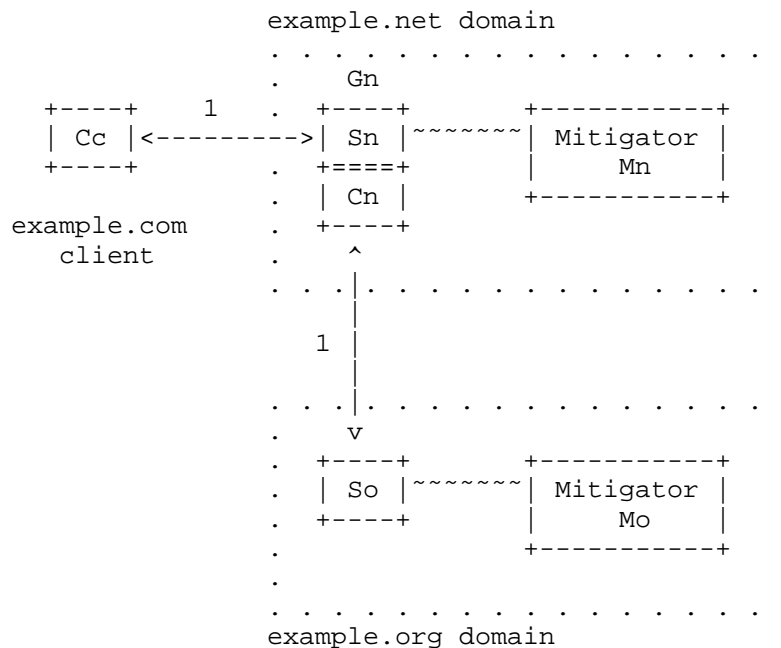 example.net domain
. . . . . . . . . . . . . . . .
. Gn
+----+ 1 . +----+ +-----------+
| Cc |<--------->| Sn |~~~~~~~| Mitigator |
+----+ . +====+ | Mn |
. | Cn | +-----------+
example.com . +----+
client . ^
. . .|. . . . . . . . . . . . .
|
1 |
|
. . .|. . . . . . . . . . . . .
. v
. +----+ +-----------+
. | So |~~~~~~~| Mitigator |
. +----+ | Mo |
. +-----------+
.
. . . . . . . . . . . . . . . .
example.org domain